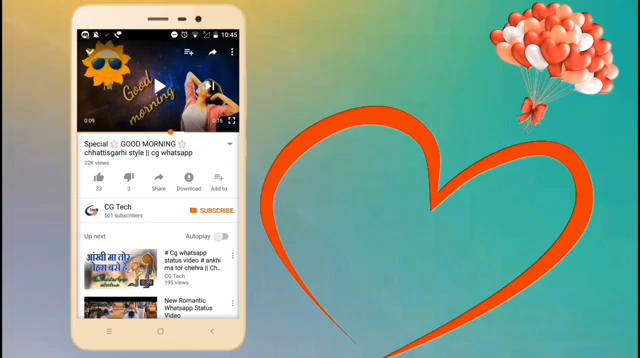 10:45
Good
morning
0:09
0:16
Special 🌟 GOOD MORNING 🌟
chhattisgarhi style || cg whatsapp
22K views
23
3
Share
Download
Add to
CG Tech
501 subscribers
SUBSCRIBE
Up next
Autoplay
आंखी मा तोर
चेहरा बसे हे,
# Cg whatsapp
status video # ankhi
ma tor chehra || Ch...
CG Tech
195 views
New Romantic
Whatsapp Status
Video